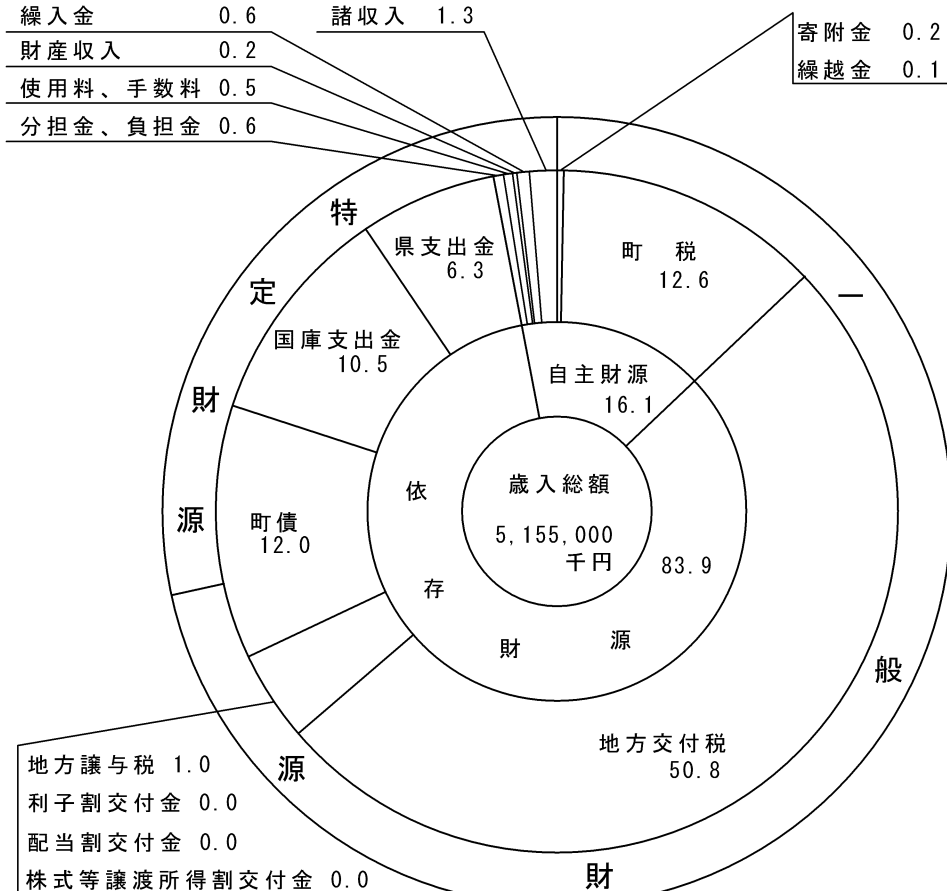 繰入金 0.6
財産収入 0.2
使用料、手数料 0.5
分担金、負担金 0.6
諸収入 1.3
寄附金 0.2
繰越金 0.1
特定財源
一般財源
県支出金
6.3
町 税
12.6
国庫支出金
10.5
自主財源
16.1
歳入総額
5,155,000
千円
依存財源
83.9
町債
12.0
地方交付税
50.8
地方譲与税 1.0
利子割交付金 0.0
配当割交付金 0.0
株式等譲渡所得割交付金 0.0